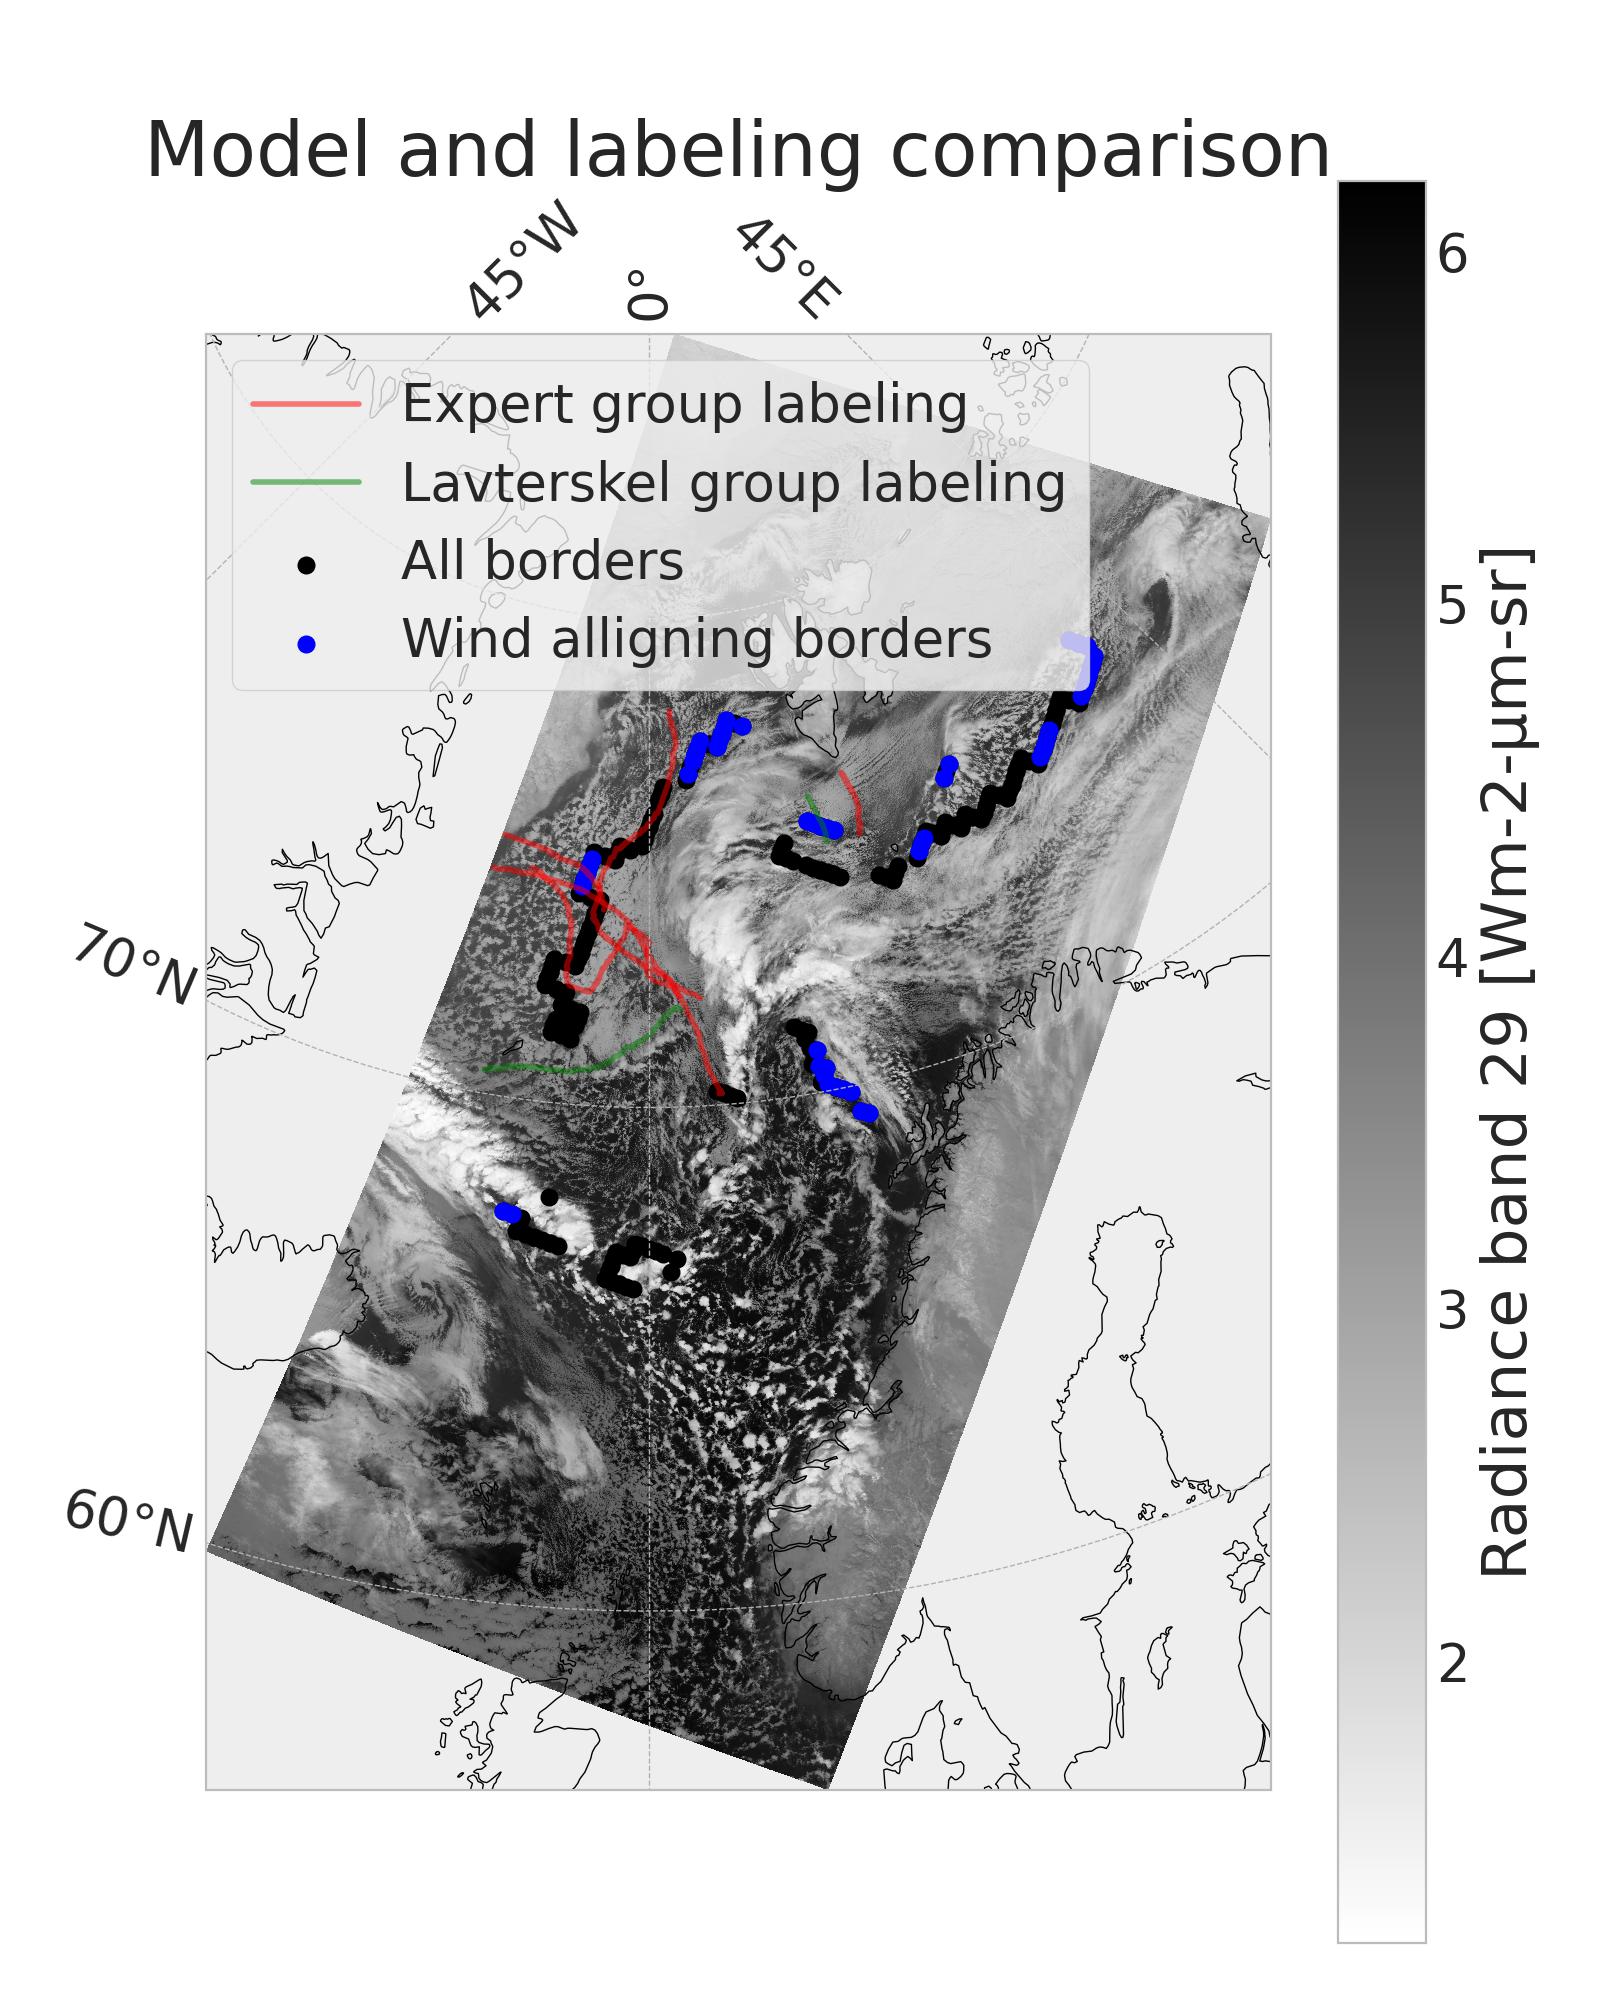 Model and labeling comparison
45°W
0°
45°E
Expert group labeling
Lavterskel group labeling
All borders
Wind alligning borders
70°N
60°N
6
5
4
3
2
Radiance band 29 [Wm-2-µm-sr]